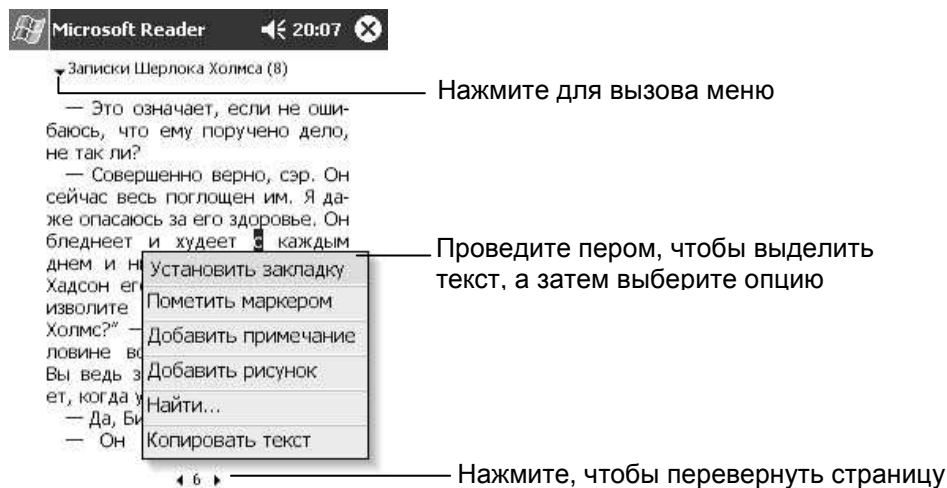 Microsoft Reader 20:07
Записки Шерлока Холмса (8)
Нажмите для вызова меню
— Это означает, если не оши-
баюсь, что ему поручено дело,
не так ли?
— Совершенно верно, сэр. Он
сейчас весь поглощен им. Я да-
же опасаюсь за его здоровье. Он
бледнеет и худеет с каждым
днем и н
Хадсон ег
изволите
Холмс?" —
ловине во
Вы ведь з
ет, когда у
— Да, Би
— Он
Проведите пером, чтобы выделить
текст, а затем выберите опцию
Установить закладку
Пометить маркером
Добавить примечание
Добавить рисунок
Найти...
Копировать текст
6
Нажмите, чтобы перевернуть страницу